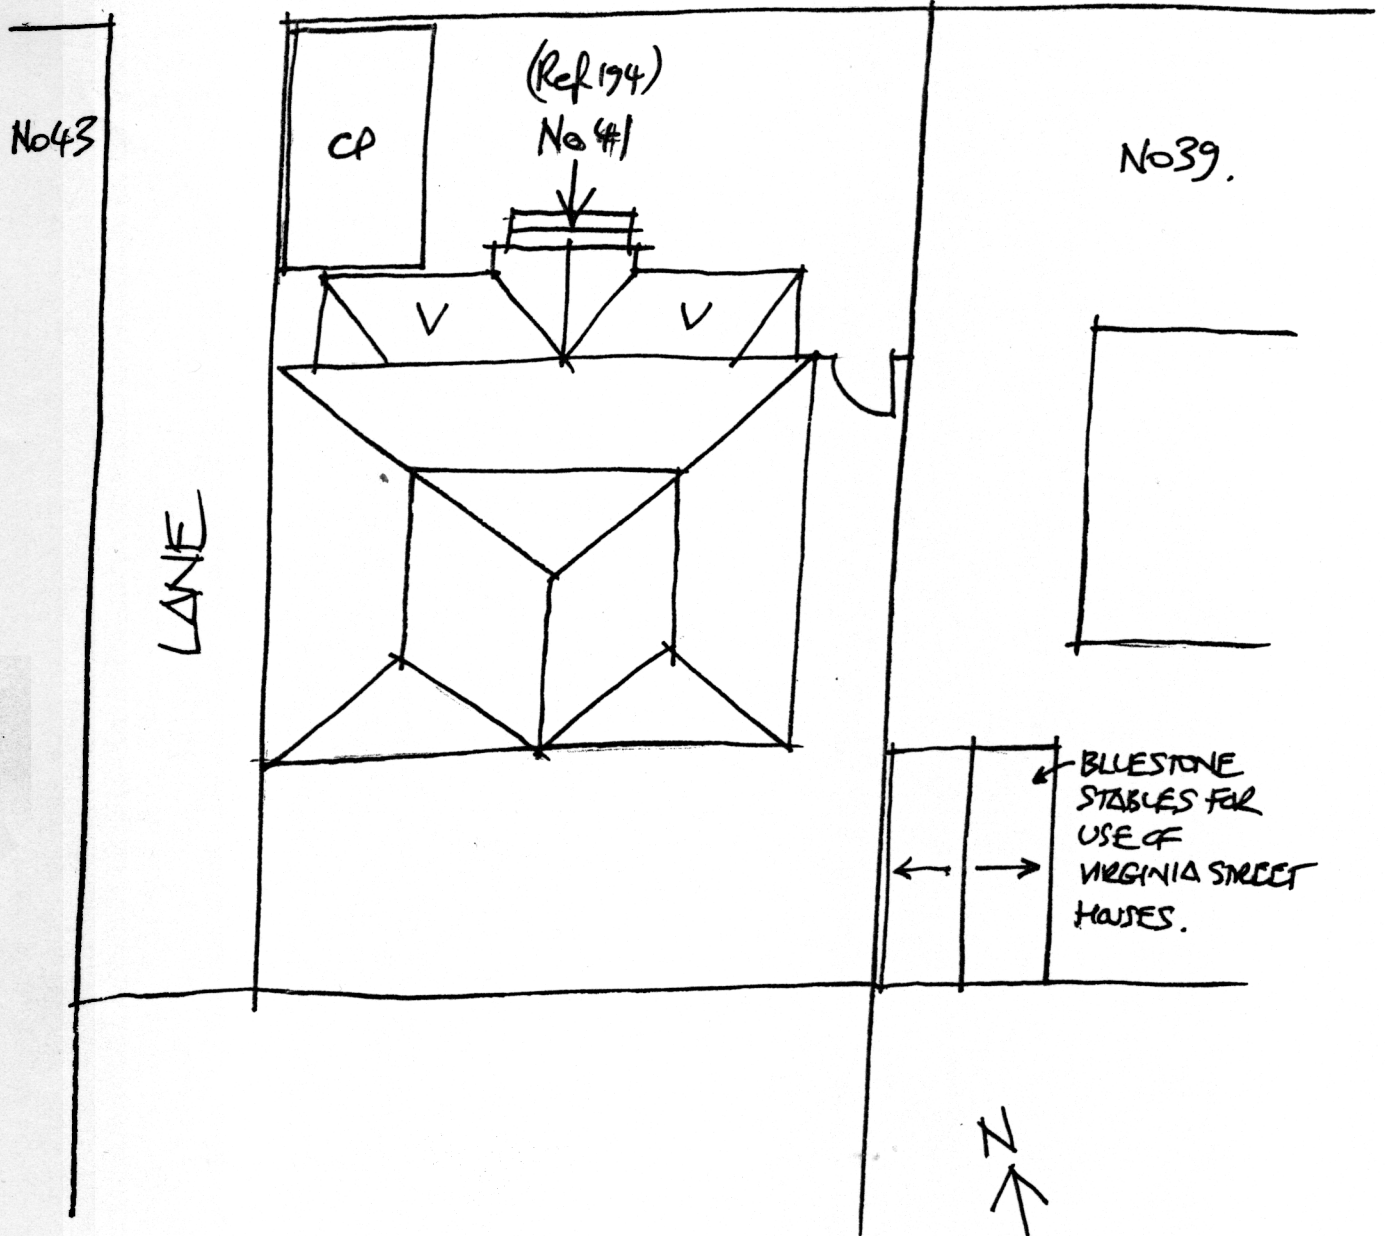 (Ref 194)
No 41
No43
CP
No39.
V
V
LANE
BLUESTONE
STABLES FOR
USE OF
VIRGINIA STREET
HOUSES.
N